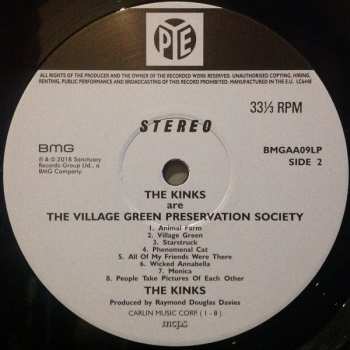 PYE
ALL RIGHTS OF THE PRODUCER AND THE OWNER OF THE RECORDED WORK RESERVED. UNAUTHORISED COPYING, HIRING,
RENTING, PUBLIC PERFORMANCE AND BROADCASTING OF THIS RECORD PROHIBITED. MANUFACTURED IN THE E.U. LC6448
33⅓ RPM
STEREO
BMG
BMGAA09LP
SIDE 2
℗ & © 2018 Sanctuary
Records Group Ltd., a
BMG Company.
THE KINKS
are
THE VILLAGE GREEN PRESERVATION SOCIETY
1. Animal Farm
2. Village Green
3. Starstruck
4. Phenomenal Cat
5. All Of My Friends Were There
6. Wicked Annabella
7. Monica
8. People Take Pictures Of Each Other
THE KINKS
Produced by Raymond Douglas Davies
CARLIN MUSIC CORP. ( 1 - 8 )
mcps